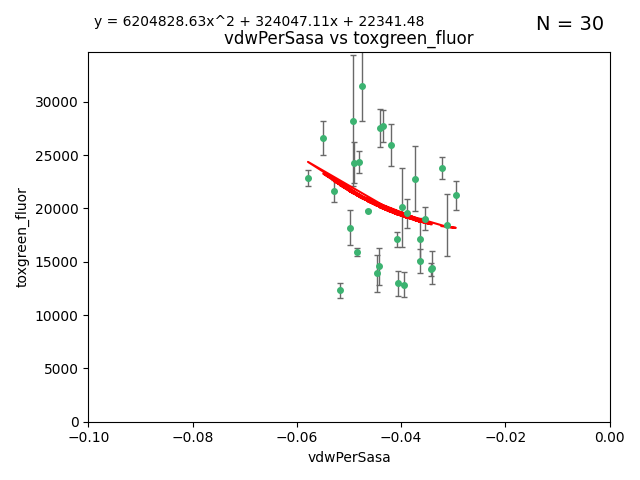 y = 6204828.63x^2 + 324047.11x + 22341.48
N = 30
vdwPerSasa vs toxgreen_fluor
toxgreen_fluor
30000
25000
20000
15000
10000
5000
0
−0.10
−0.08
−0.06
−0.04
−0.02
0.00
vdwPerSasa